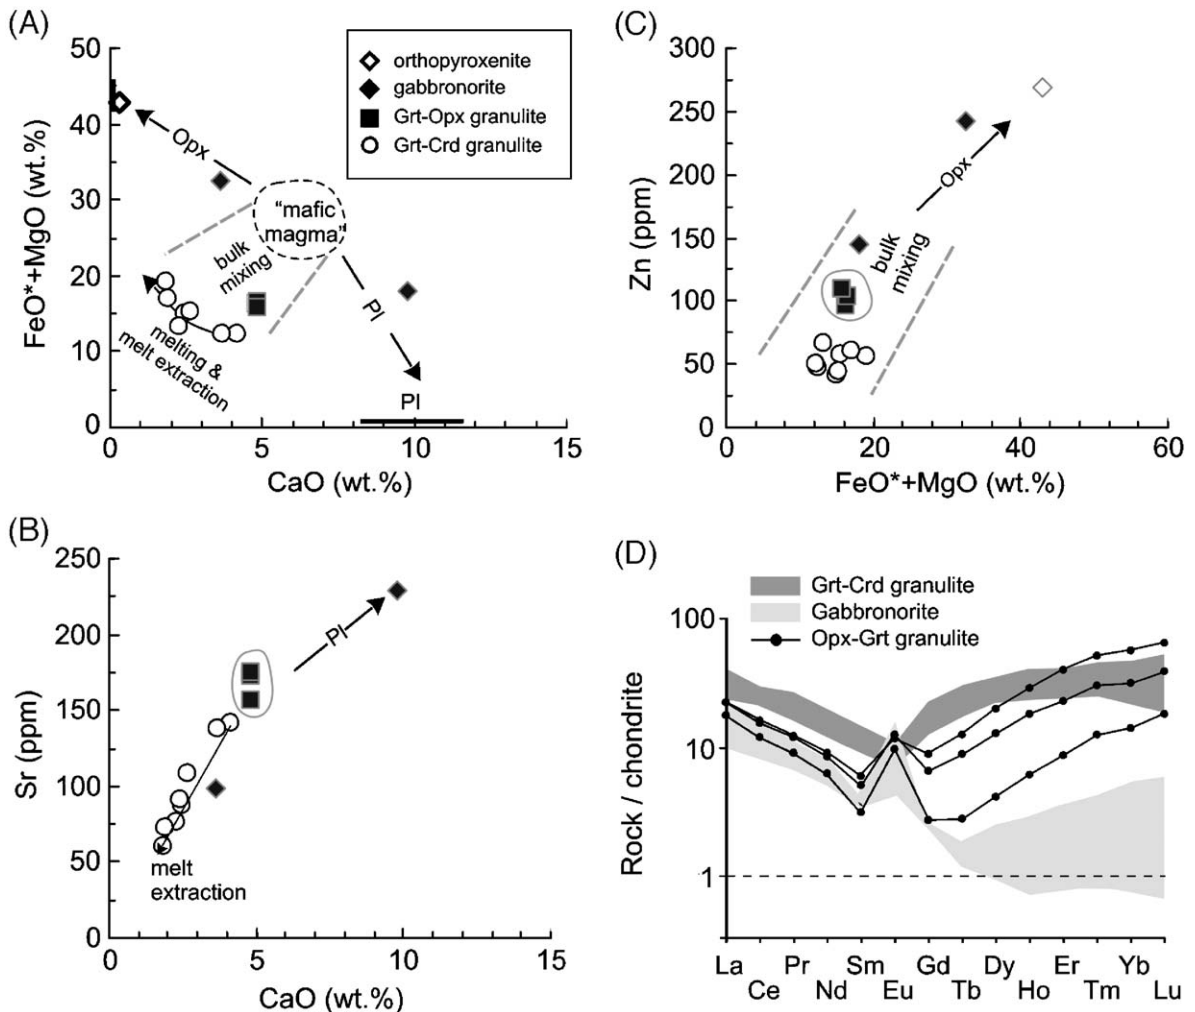 (A)
50
40
30
20
10
0
FeO*+MgO (wt.%)
orthopyroxenite
gabbronorite
Grt-Opx granulite
Grt-Crd granulite
Opx
"mafic
magma"
bulk
mixing
Pl
melting &
melt extraction
Pl
0
5
10
15
CaO (wt.%)
(C)
300
250
200
150
100
50
0
Zn (ppm)
Opx
bulk
mixing
0
20
40
60
FeO*+MgO (wt.%)
(B)
250
200
150
100
50
0
Sr (ppm)
Pl
melt
extraction
0
5
10
15
CaO (wt.%)
(D)
Grt-Crd granulite
Gabbronorite
Opx-Grt granulite
100
10
1
Rock / chondrite
La
Ce
Pr
Nd
Sm
Eu
Gd
Tb
Dy
Ho
Er
Tm
Yb
Lu